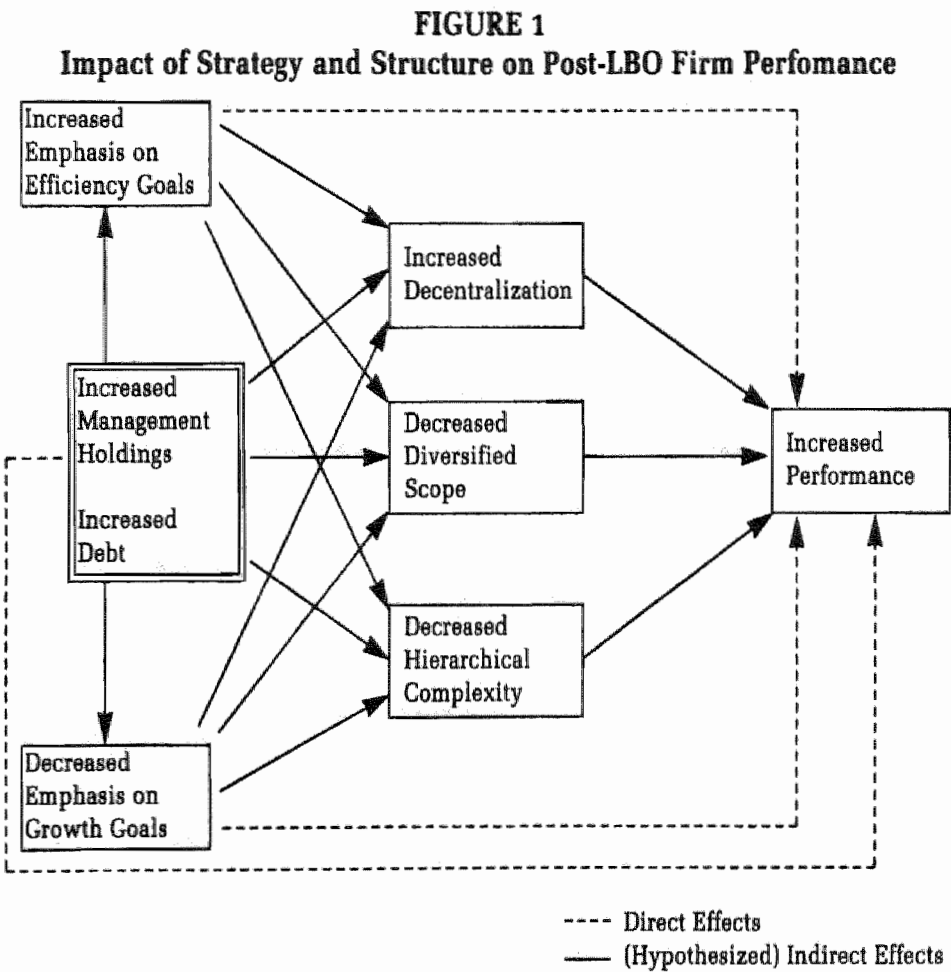 FIGURE 1
Impact of Strategy and Structure on Post-LBO Firm Perfomance
Increased
Emphasis on
Efficiency Goals
Increased
Decentralization
Increased
Management
Holdings
Increased
Debt
Decreased
Diversified
Scope
Increased
Performance
Decreased
Hierarchical
Complexity
Decreased
Emphasis on
Growth Goals
Direct Effects
(Hypothesized) Indirect Effects